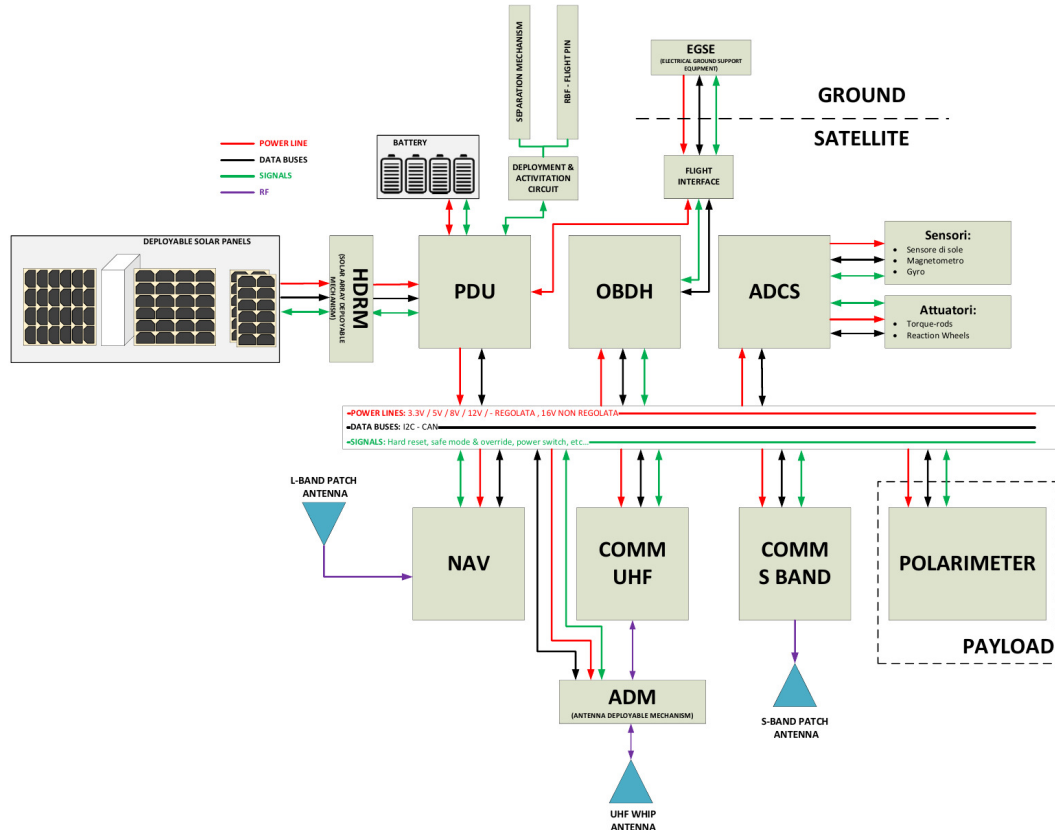 SEPARATION MECHANISM
RBF - FLIGHT PIN
EGSE
(ELECTRICAL GROUND SUPPORT
EQUIPMENT)
GROUND
SATELLITE
POWER LINE
DATA BUSES
SIGNALS
RF
BATTERY
DEPLOYMENT &
ACTIVITATION
CIRCUIT
FLIGHT
INTERFACE
DEPLOYABLE SOLAR PANELS
HDRM
(SOLAR ARRAY DEPLOYABLE
MECHANISM)
PDU
OBDH
ADCS
Sensori:
• Sensore di sole
• Magnetometro
• Gyro
Attuatori:
• Torque-rods
• Reaction Wheels
POWER LINES: 3.3V / 5V / 8V / 12V / - REGOLATA , 16V NON REGOLATA
DATA BUSES: I2C - CAN
SIGNALS: Hard reset, safe mode & override, power switch, etc...
L-BAND PATCH
ANTENNA
NAV
COMM
UHF
COMM
S BAND
POLARIMETER
PAYLOAD
ADM
(ANTENNA DEPLOYABLE MECHANISM)
S-BAND PATCH
ANTENNA
UHF WHIP
ANTENNA